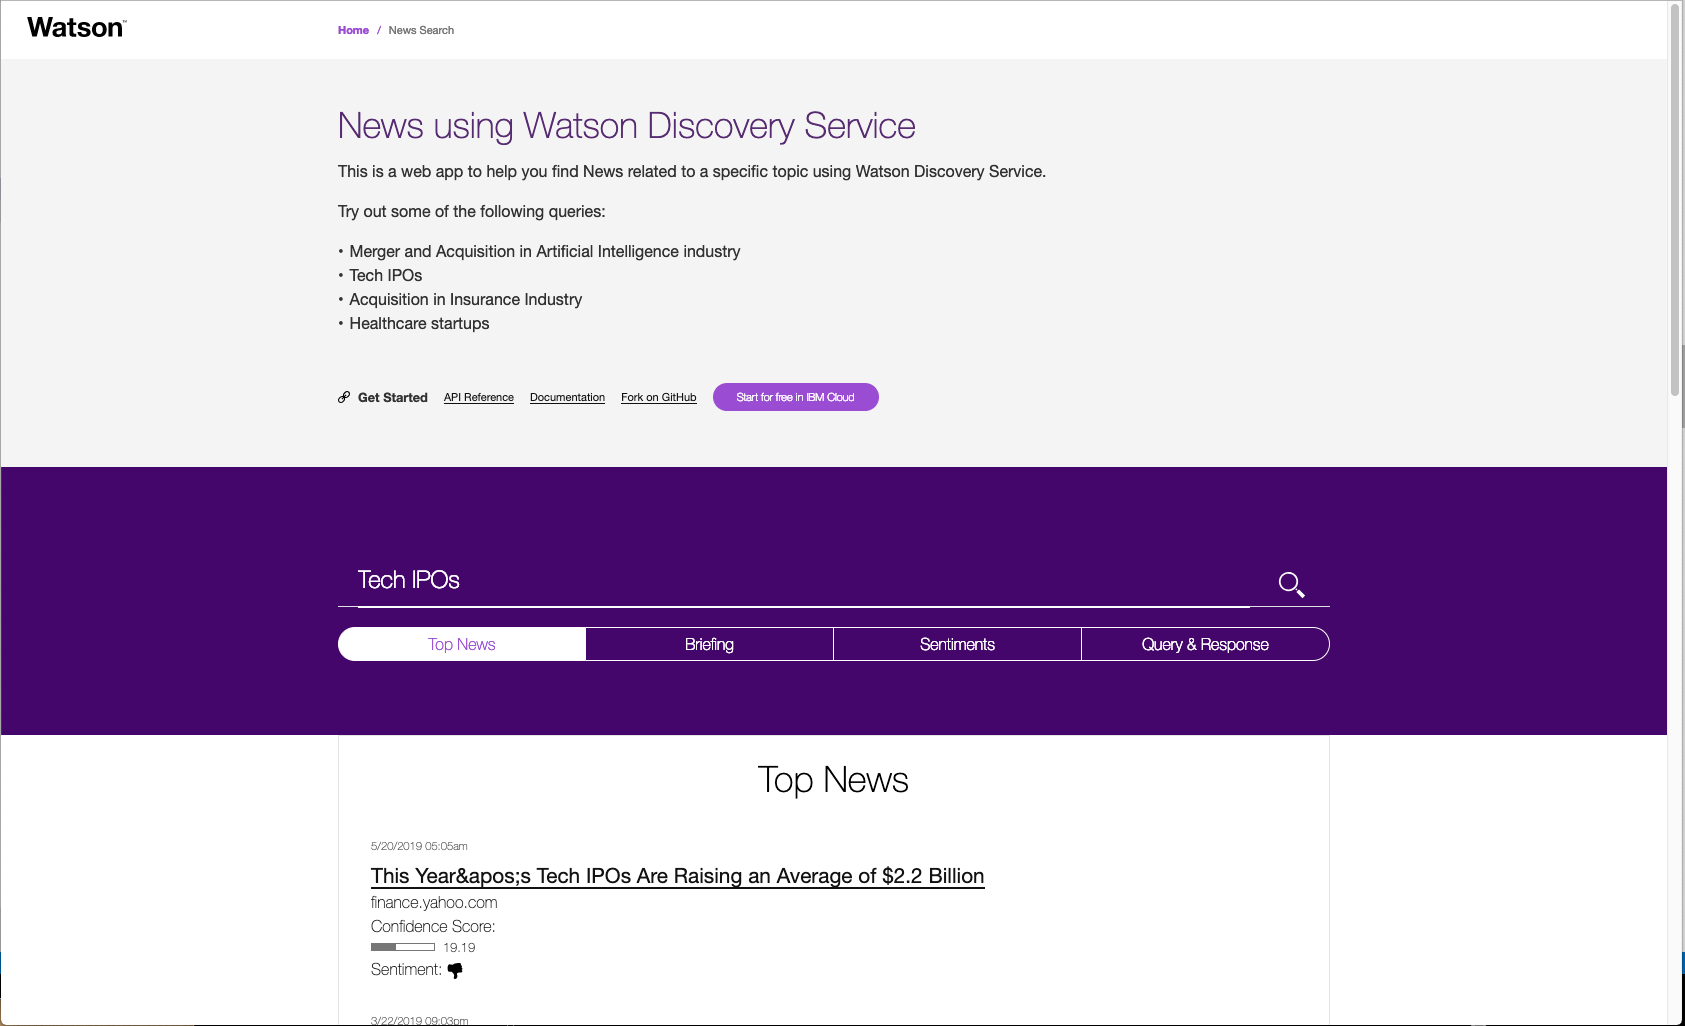 Watson™
Home / News Search
News using Watson Discovery Service
This is a web app to help you find News related to a specific topic using Watson Discovery Service.
Try out some of the following queries:
• Merger and Acquisition in Artificial Intelligence industry
• Tech IPOs
• Acquisition in Insurance Industry
• Healthcare startups
Get Started API Reference Documentation Fork on GitHub Start for free in IBM Cloud
Tech IPOs
Top News Briefing Sentiments Query & Response
Top News
5/20/2019 05:05am
This Year&apos;s Tech IPOs Are Raising an Average of $2.2 Billion
finance.yahoo.com
Confidence Score:
19.19
Sentiment:
3/22/2019 09:03pm